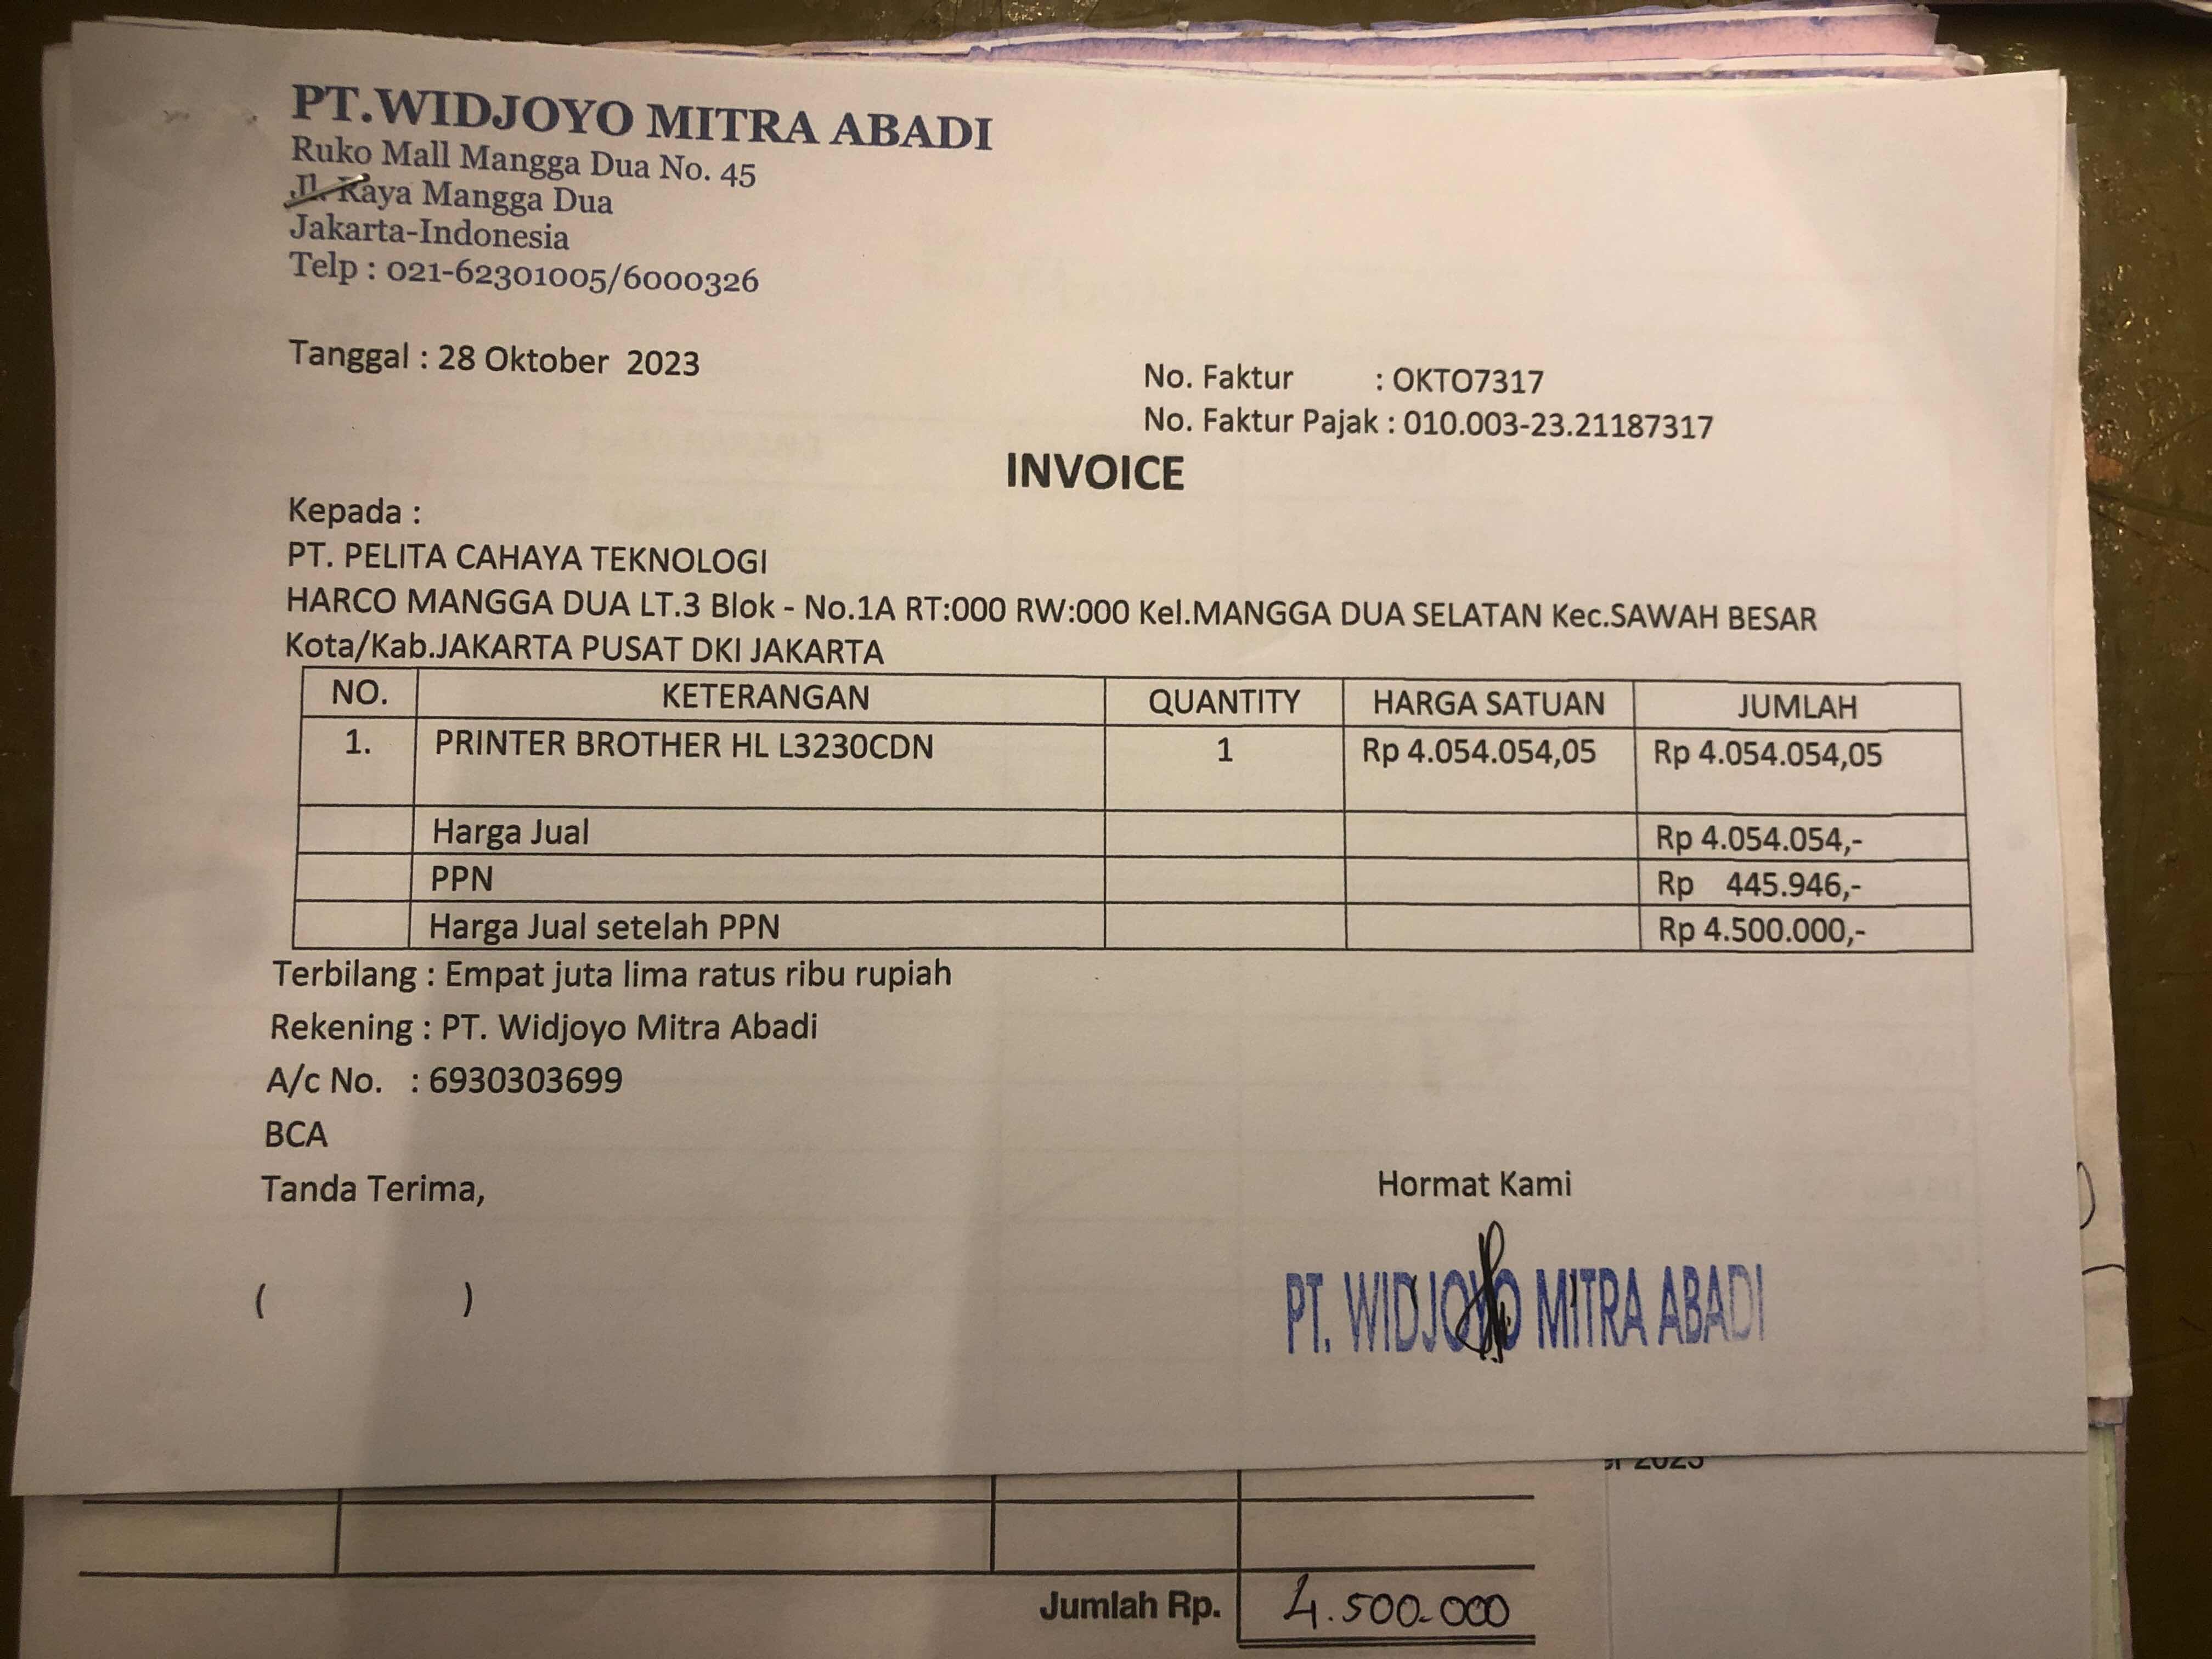 PT.WIDJOYO MITRA ABADI
Ruko Mall Mangga Dua No. 45
Jl. Raya Mangga Dua
Jakarta-Indonesia
Telp : 021-62301005/6000326
Tanggal : 28 Oktober 2023
No. Faktur : OKTO7317
No. Faktur Pajak : 010.003-23.21187317
INVOICE
Kepada :
PT. PELITA CAHAYA TEKNOLOGI
HARCO MANGGA DUA LT.3 Blok - No.1A RT:000 RW:000 Kel.MANGGA DUA SELATAN Kec.SAWAH BESAR
Kota/Kab.JAKARTA PUSAT DKI JAKARTA
NO. KETERANGAN QUANTITY HARGA SATUAN JUMLAH
1. PRINTER BROTHER HL L3230CDN 1 Rp 4.054.054,05 Rp 4.054.054,05
Harga Jual Rp 4.054.054,-
PPN Rp 445.946,-
Harga Jual setelah PPN Rp 4.500.000,-
Terbilang : Empat juta lima ratus ribu rupiah
Rekening : PT. Widjoyo Mitra Abadi
A/c No. : 6930303699
BCA
Tanda Terima,
Hormat Kami
( )
PT. WIDJOYO MITRA ABADI
2023
Jumlah Rp. 4.500.000